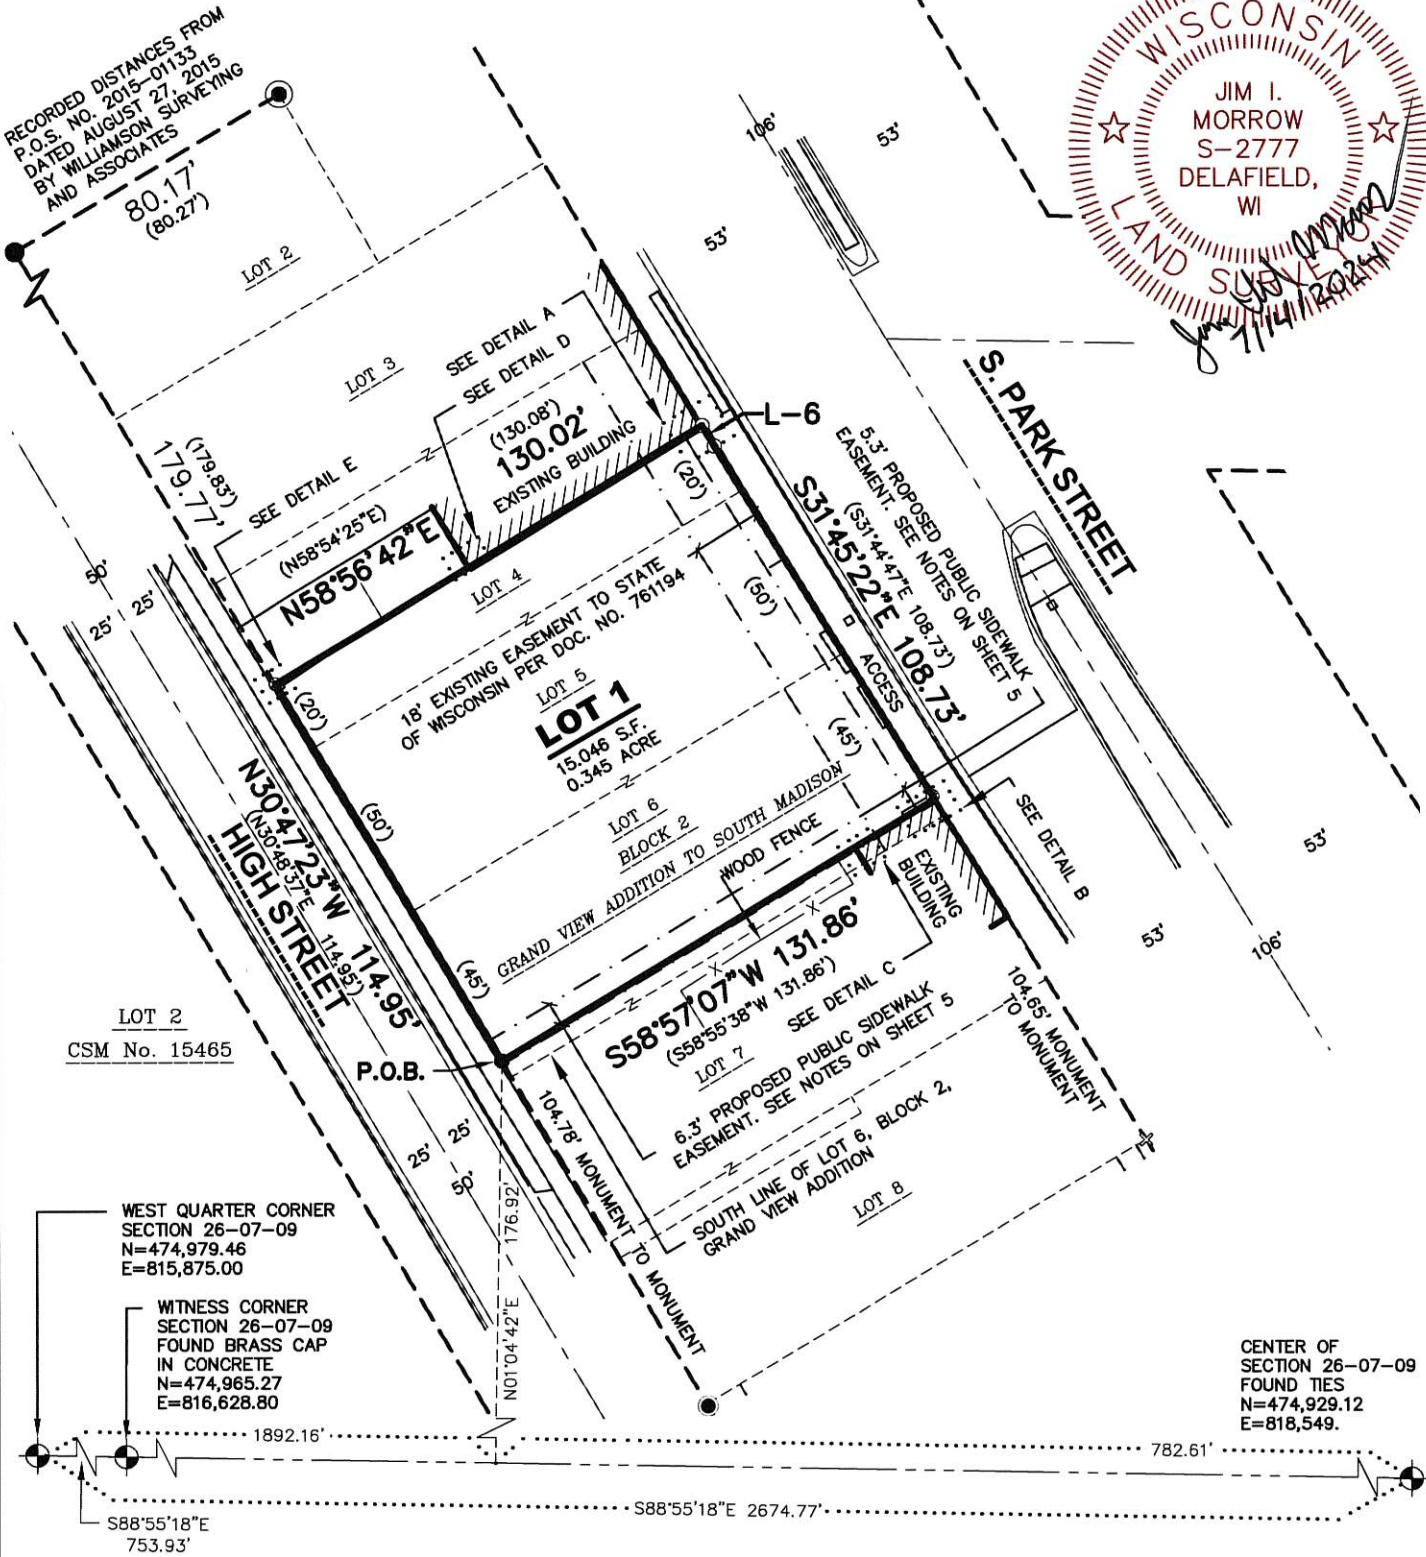 RECORDED DISTANCES FROM
P.O.S. NO. 2015-01133
DATED AUGUST 27, 2015
BY WILLIAMSON SURVEYING
AND ASSOCIATES
80.17'
(80.27')
LOT 2
WISCONSIN
JIM I.
MORROW
S-2777
DELAFIELD,
WI
LAND SURVEYOR
7/14/2024
106'
53'
53'
LOT 3
SEE DETAIL A
SEE DETAIL D
(130.08')
130.02'
EXISTING BUILDING
L-6
S. PARK STREET
(179.83')
179.77'
SEE DETAIL E
(N58°54'25"E)
N58°56'42"E
LOT 4
(20')
(50')
(45')
5.3' PROPOSED PUBLIC SIDEWALK
EASEMENT. SEE NOTES ON SHEET 5
(S31°44'47"E 108.73')
S31°45'22"E 108.73'
ACCESS
50'
25'
25'
18' EXISTING EASEMENT TO STATE
OF WISCONSIN PER DOC. NO. 761194
LOT 5
LOT 1
15.046 S.F.
0.345 ACRE
LOT 6
BLOCK 2
GRAND VIEW ADDITION TO SOUTH MADISON
(20')
(50')
(45')
N30°47'23"W 114.95'
(N30°48'37"E 114.95')
HIGH STREET
WOOD FENCE
X
X
EXISTING
BUILDING
SEE DETAIL B
53'
53'
106'
S58°57'07"W 131.86'
(S58°55'38"W 131.86')
SEE DETAIL C
LOT 7
6.3' PROPOSED PUBLIC SIDEWALK
EASEMENT. SEE NOTES ON SHEET 5
104.65' MONUMENT
TO MONUMENT
LOT 2
CSM No. 15465
P.O.B.
25'
25'
50'
104.78' MONUMENT TO MONUMENT
SOUTH LINE OF LOT 6, BLOCK 2,
GRAND VIEW ADDITION
LOT 8
N01°04'42"E 176.92'
WEST QUARTER CORNER
SECTION 26-07-09
N=474,979.46
E=815,875.00
WITNESS CORNER
SECTION 26-07-09
FOUND BRASS CAP
IN CONCRETE
N=474,965.27
E=816,628.80
CENTER OF
SECTION 26-07-09
FOUND TIES
N=474,929.12
E=818,549.
1892.16'
782.61'
S88°55'18"E 2674.77'
S88°55'18"E
753.93'